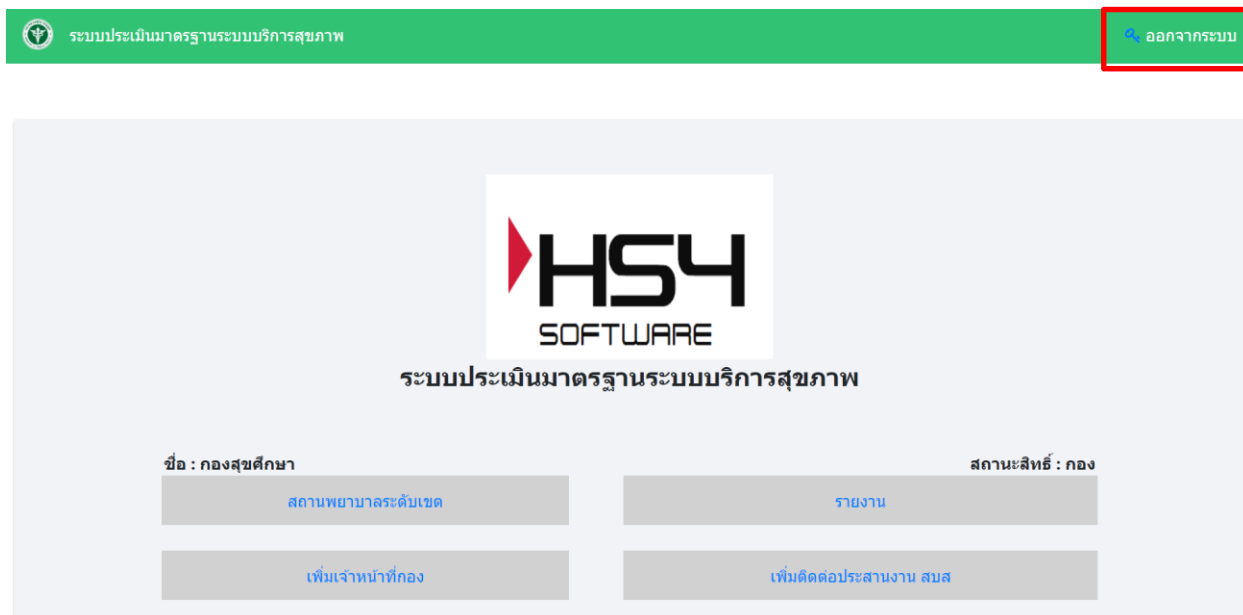 ระบบประเมินมาตรฐานระบบบริการสุขภาพ
ออกจากระบบ
HS4
SOFTWARE
ระบบประเมินมาตรฐานระบบบริการสุขภาพ
ชื่อ : กองสุขศึกษา
สถานะสิทธิ์ : กอง
สถานพยาบาลระดับเขต
รายงาน
เพิ่มเจ้าหน้าที่กอง
เพิ่มติดต่อประสานงาน สบส